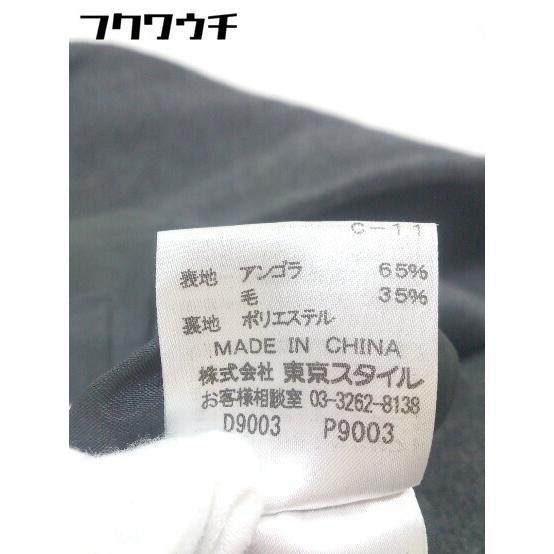 フクワウチ
C-11
表地 アンゴラ 65%
毛 35%
裏地 ポリエステル
MADE IN CHINA
株式会社 東京スタイル
お客様相談室 03-3262-8138
D9003 P9003